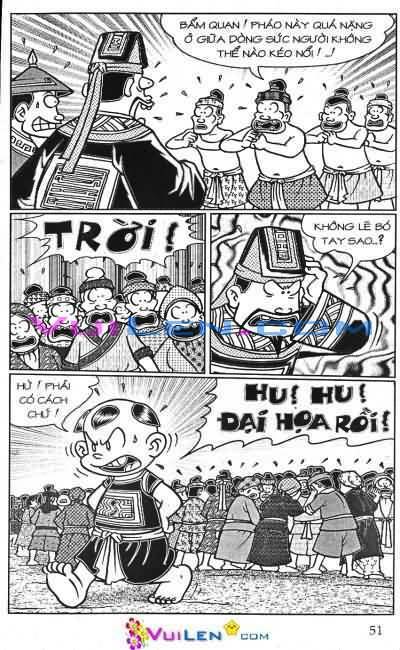 BẨM QUAN! PHÁO NÀY QUÁ NẶNG
Ở GIỮA DÒNG SỨC NGƯỜI KHÔNG
THỂ NÀO KÉO NỔI! ..!
TRỜI!
KHÔNG LẼ BÓ
TAY SAO..?
VUILEN.COM
HỪ! PHẢI
CÓ CÁCH
CHỨ!
HU! HU!
ĐẠI HỌA RỒI!
51
VUILEN COM